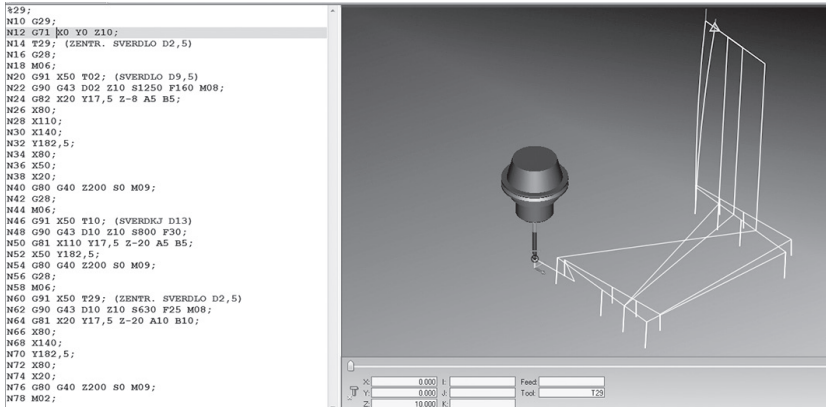 %29;
N10 G29;
N12 G71 X0 Y0 Z10;
N14 T29; (ZENTR. SVERDLO D2,5)
N16 G28;
N18 M06;
N20 G91 X50 T02; (SVERDLO D9,5)
N22 G90 G43 D02 Z10 S1250 F160 M08;
N24 G82 X20 Y17,5 Z-8 A5 B5;
N26 X80;
N28 X110;
N30 X140;
N32 Y182,5;
N34 X80;
N36 X50;
N38 X20;
N40 G80 G40 Z200 S0 M09;
N42 G28;
N44 M06;
N46 G91 X50 T10; (SVERDKJ D13)
N48 G90 G43 D10 Z10 S800 F30;
N50 G81 X110 Y17,5 Z-20 A5 B5;
N52 X50 Y182,5;
N54 G80 G40 Z200 S0 M09;
N56 G28;
N58 M06;
N60 G91 X50 T29; (ZENTR. SVERDLO D2,5)
N62 G90 G43 D10 Z10 S630 F25 M08;
N64 G81 X20 Y17,5 Z-20 A10 B10;
N66 X80;
N68 X140;
N70 Y182,5;
N72 X80;
N74 X20;
N76 G80 G40 Z200 S0 M09;
N78 M02;
X: 0.000 I: Feed:
Y: 0.000 J: Tool: T29
Z: 10.000 K: